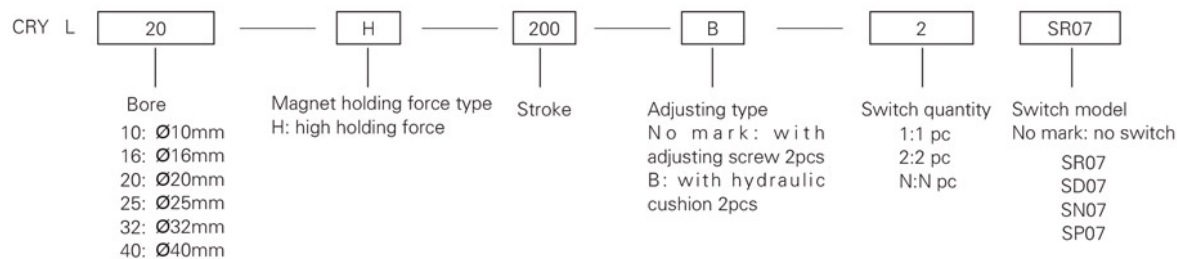 CRY L 20 H 200 B 2 SR07
Bore
10: Ø10mm
16: Ø16mm
20: Ø20mm
25: Ø25mm
32: Ø32mm
40: Ø40mm
Magnet holding force type
H: high holding force
Stroke
Adjusting type
No mark: with
adjusting screw 2pcs
B: with hydraulic
cushion 2pcs
Switch quantity
1:1 pc
2:2 pc
N:N pc
Switch model
No mark: no switch
SR07
SD07
SN07
SP07